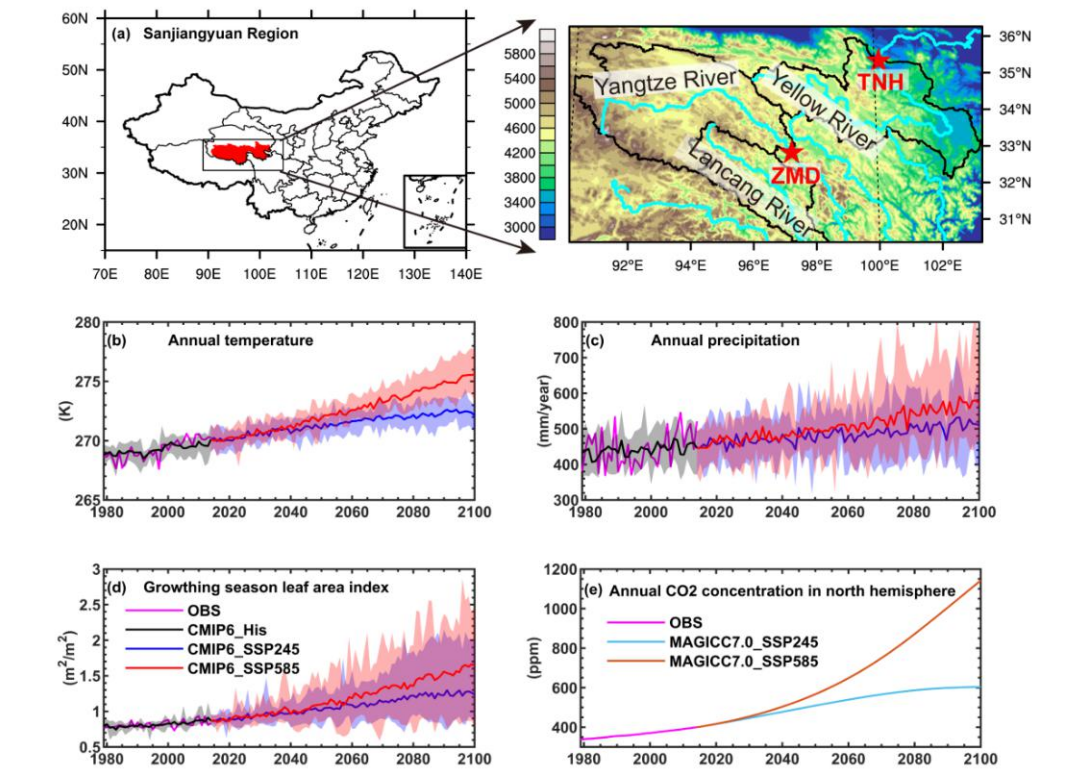 (a) Sanjiangyuan Region
60N
50N
40N
30N
20N
70E 80E 90E 100E 110E 120E 130E 140E
5800
5400
5000
4600
4200
3800
3400
3000
Yangtze River
Yellow River
Lancang River
TNH
ZMD
36°N
35°N
34°N
33°N
32°N
31°N
92°E 94°E 96°E 98°E 100°E 102°E
(b) Annual temperature
(K)
280
275
270
265
1980 2000 2020 2040 2060 2080 2100
(c) Annual precipitation
(mm/year)
800
700
600
500
400
300
1980 2000 2020 2040 2060 2080 2100
(d) Growthing season leaf area index
OBS
CMIP6_His
CMIP6_SSP245
CMIP6_SSP585
(m²/m²)
3
2.5
2
1.5
1
0.5
1980 2000 2020 2040 2060 2080 2100
(e) Annual CO2 concentration in north hemisphere
OBS
MAGICC7.0_SSP245
MAGICC7.0_SSP585
(ppm)
1200
1000
800
600
400
1980 2000 2020 2040 2060 2080 2100